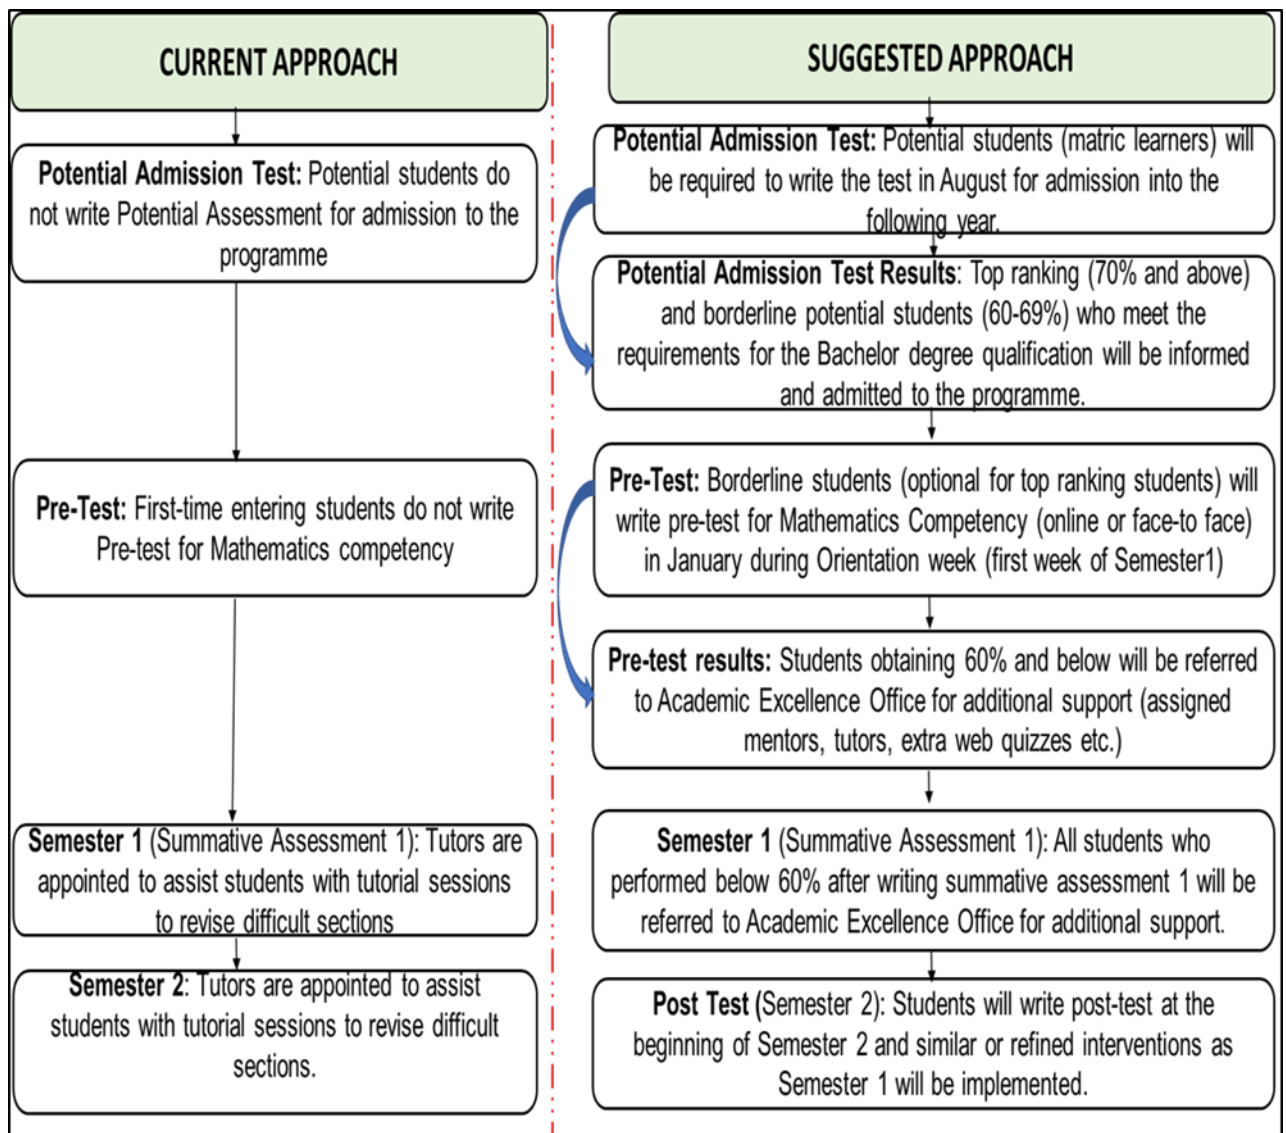 CURRENT APPROACH
Potential Admission Test: Potential students do
not write Potential Assessment for admission to the
programme
Pre-Test: First-time entering students do not write
Pre-test for Mathematics competency
Semester 1 (Summative Assessment 1): Tutors are
appointed to assist students with tutorial sessions
to revise difficult sections
Semester 2: Tutors are appointed to assist
students with tutorial sessions to revise difficult
sections.
SUGGESTED APPROACH
Potential Admission Test: Potential students (matric learners) will
be required to write the test in August for admission into the
following year.
Potential Admission Test Results: Top ranking (70% and above)
and borderline potential students (60-69%) who meet the
requirements for the Bachelor degree qualification will be informed
and admitted to the programme.
Pre-Test: Borderline students (optional for top ranking students) will
write pre-test for Mathematics Competency (online or face-to face)
in January during Orientation week (first week of Semester1)
Pre-test results: Students obtaining 60% and below will be referred
to Academic Excellence Office for additional support (assigned
mentors, tutors, extra web quizzes etc.)
Semester 1 (Summative Assessment 1): All students who
performed below 60% after writing summative assessment 1 will be
referred to Academic Excellence Office for additional support.
Post Test (Semester 2): Students will write post-test at the
beginning of Semester 2 and similar or refined interventions as
Semester 1 will be implemented.